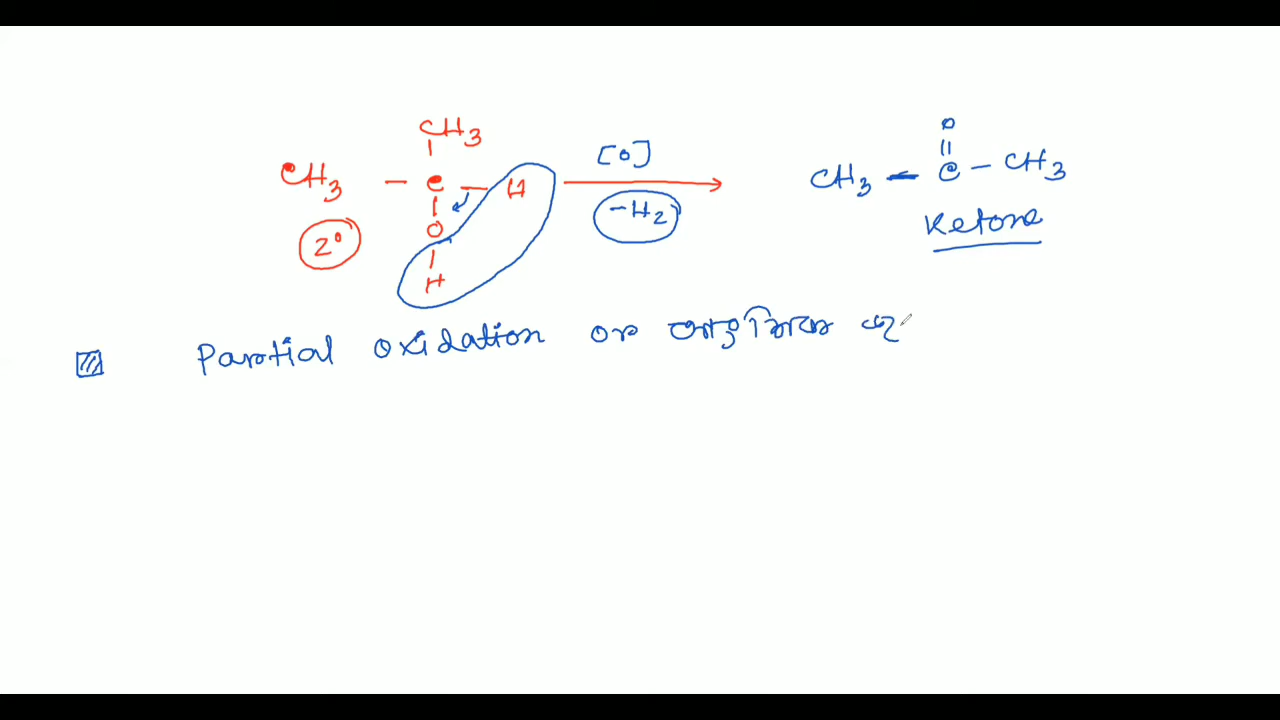 CH3
CH3 - C - H [O] CH3 - C - CH3
O
2° O -H2 Ketone
H
Partial oxidation or আংশিক